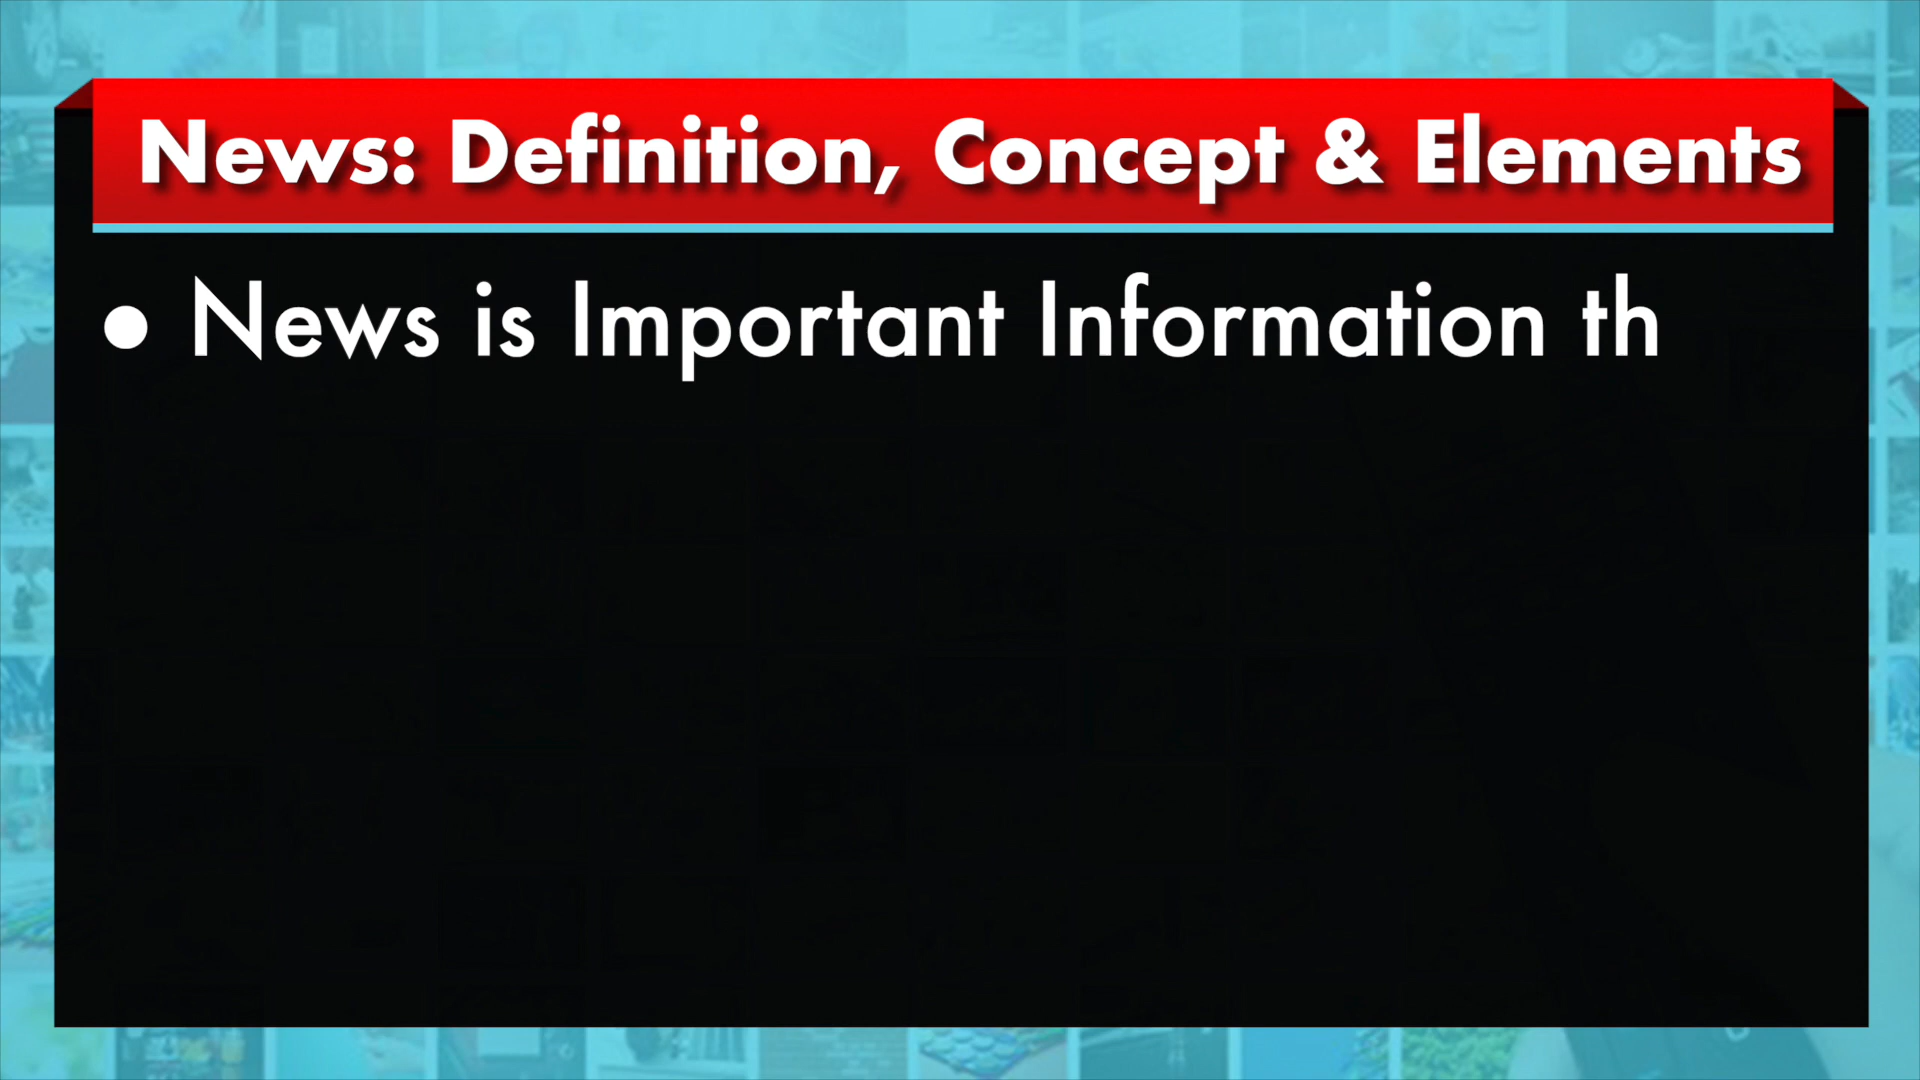 News: Definition, Concept & Elements
● News is Important Information th